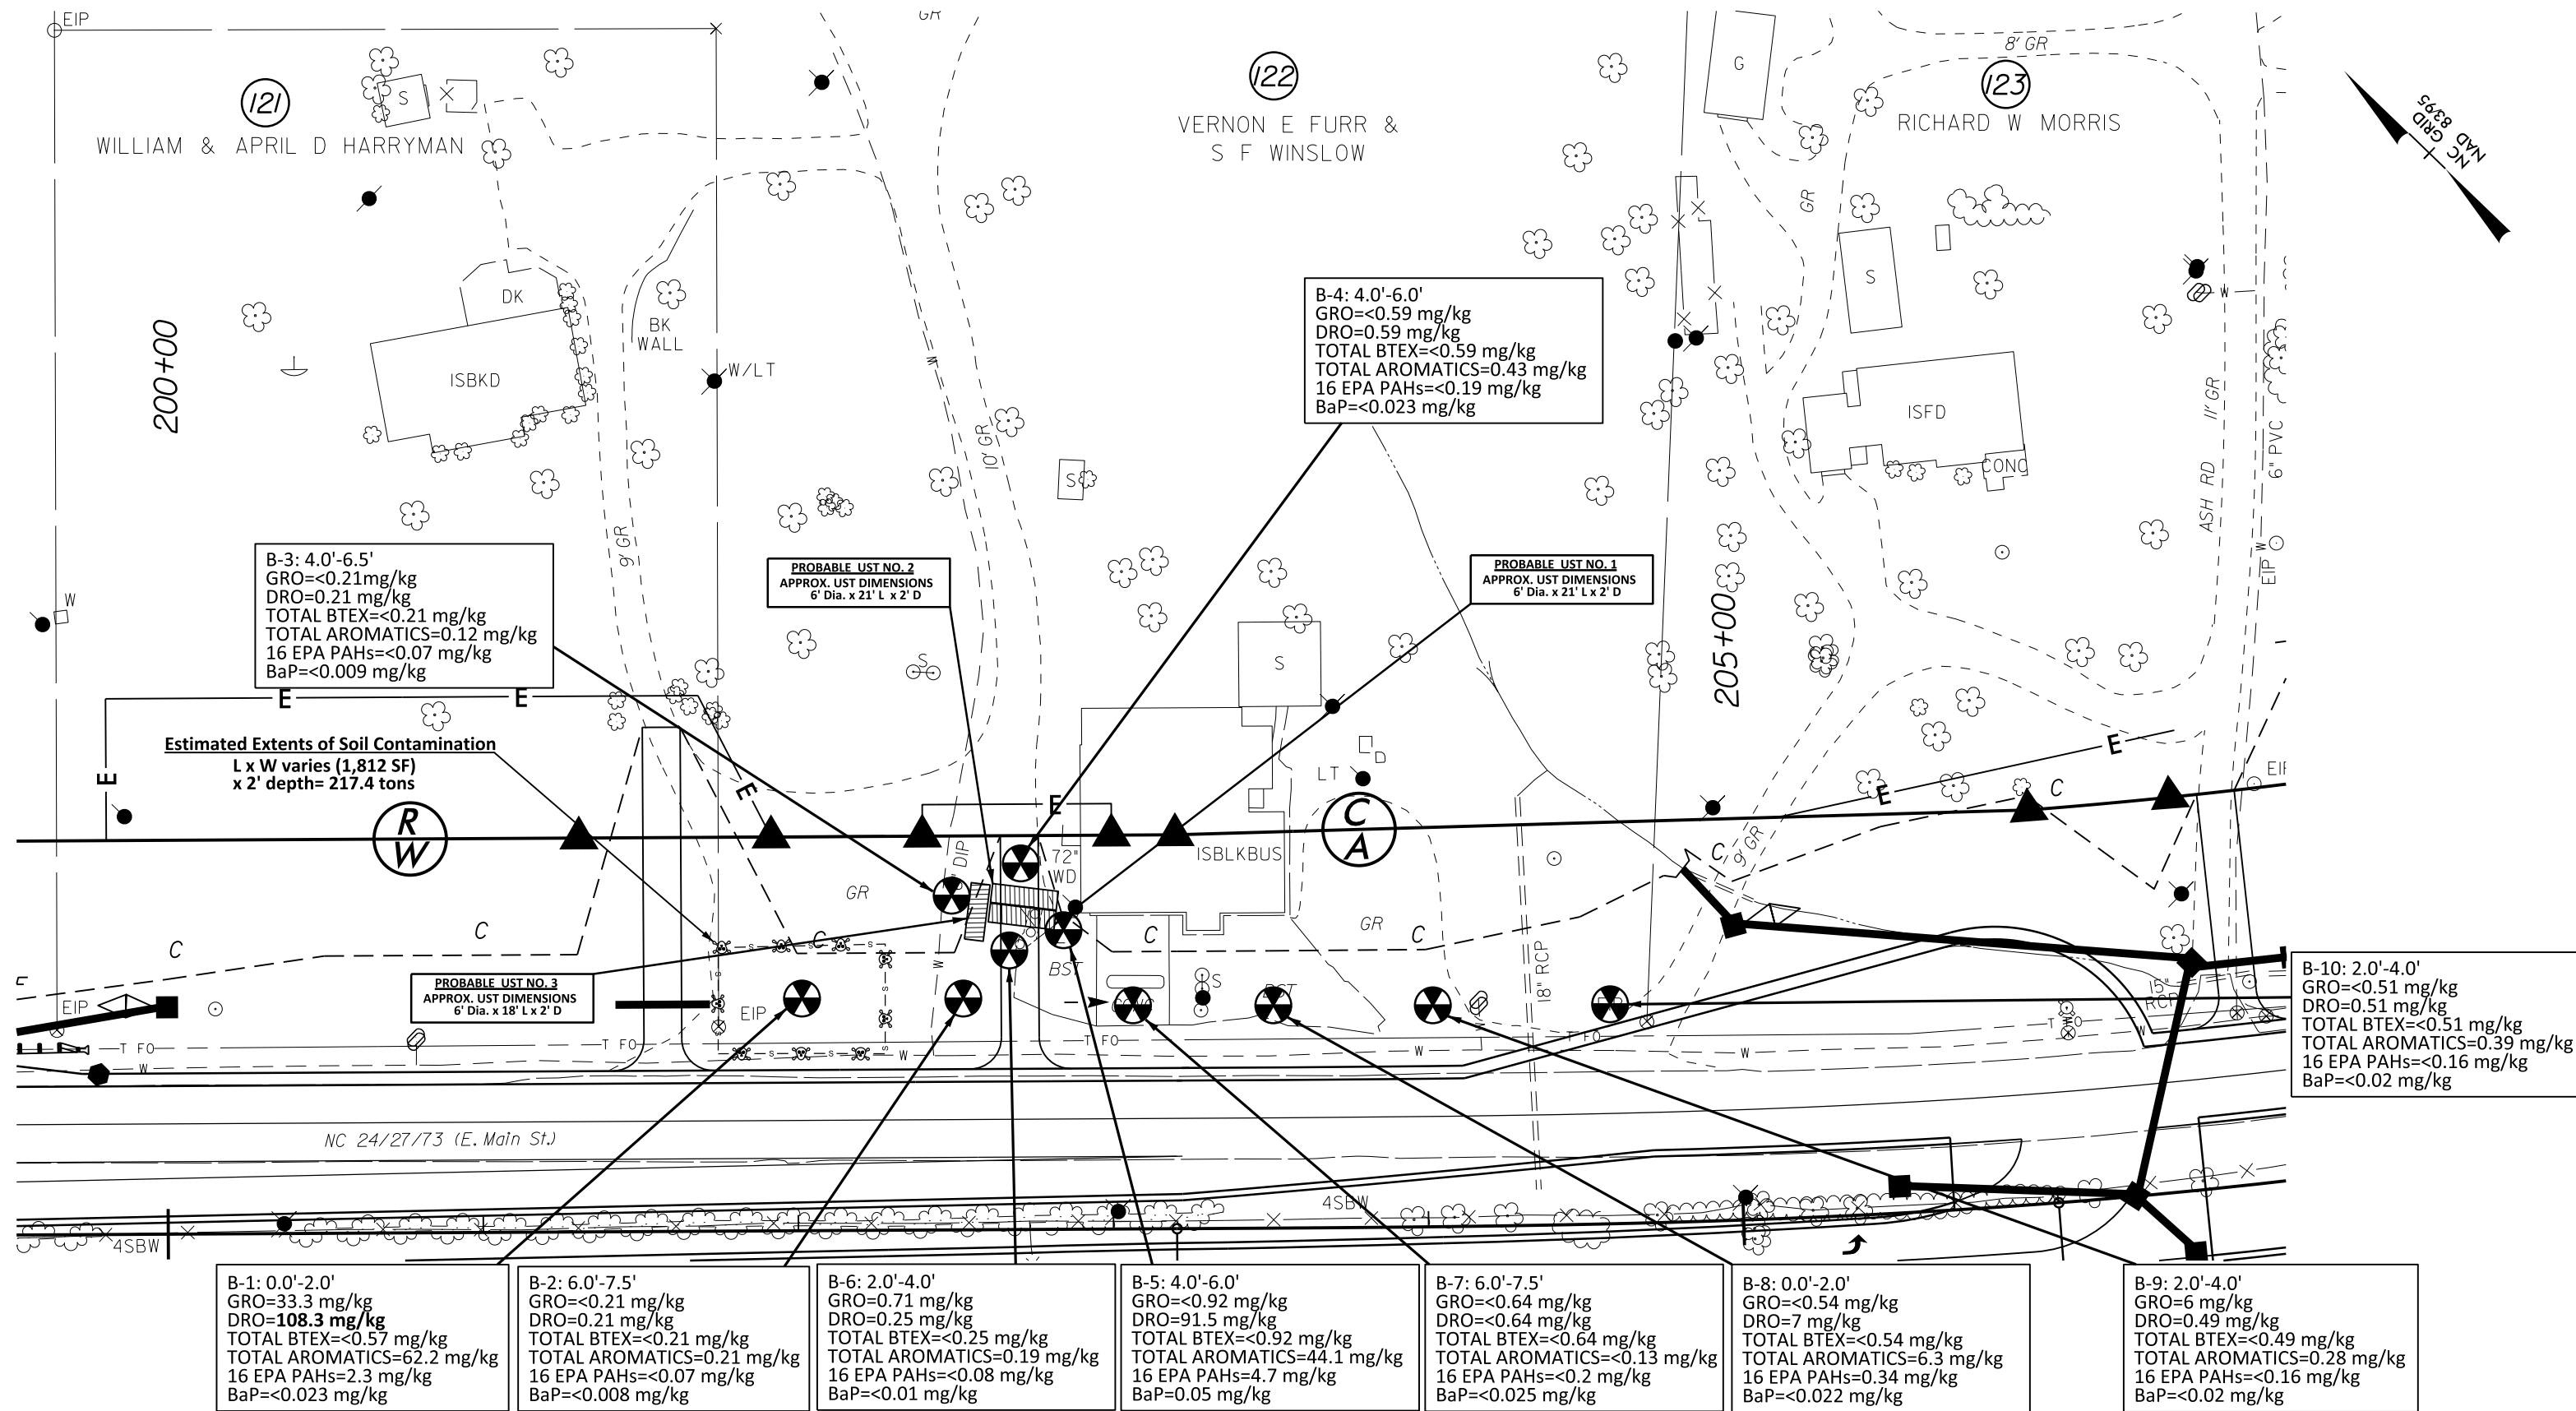 EIP
GR
8' GR
NC GRID
NAD 83/95
121
WILLIAM & APRIL D HARRYMAN
S
122
VERNON E FURR &
S F WINSLOW
G
123
RICHARD W MORRIS
GR
S
W
DK
BK
WALL
ISBKD
W/LT
200+00
W
10' GR
S
B-4: 4.0'-6.0'
GRO=<0.59 mg/kg
DRO=0.59 mg/kg
TOTAL BTEX=<0.59 mg/kg
TOTAL AROMATICS=0.43 mg/kg
16 EPA PAHs=<0.19 mg/kg
BaP=<0.023 mg/kg
ISFD
CONC
ASH RD
11' GR
6" PVC
W
EIP
9' GR
B-3: 4.0'-6.5'
GRO=<0.21mg/kg
DRO=0.21 mg/kg
TOTAL BTEX=<0.21 mg/kg
TOTAL AROMATICS=0.12 mg/kg
16 EPA PAHs=<0.07 mg/kg
BaP=<0.009 mg/kg
PROBABLE UST NO. 2
APPROX. UST DIMENSIONS
6' Dia. x 21' L x 2' D
PROBABLE UST NO. 1
APPROX. UST DIMENSIONS
6' Dia. x 21' L x 2' D
W
S
S
205+00
E
E
Estimated Extents of Soil Contamination
L x W varies (1,812 SF)
x 2' depth= 217.4 tons
E
E
E
D
LT
E
E
C
EIP
R
W
C
A
DIP
72"
WD
ISBLKBUS
C
9' GR
GR
GR
C
C
C
C
C
18" RCP
PROBABLE UST NO. 3
APPROX. UST DIMENSIONS
6' Dia. x 18' L x 2' D
W
BST
S
BST
CONC
EIP
EIP
15"
RCP
T FO
T FO
T FO
T FO
T FO
W
W
W
W
W
B-10: 2.0'-4.0'
GRO=<0.51 mg/kg
DRO=0.51 mg/kg
TOTAL BTEX=<0.51 mg/kg
TOTAL AROMATICS=0.39 mg/kg
16 EPA PAHs=<0.16 mg/kg
BaP=<0.02 mg/kg
NC 24/27/73 (E. Main St.)
4SBW
4SBW
B-1: 0.0'-2.0'
GRO=33.3 mg/kg
DRO=108.3 mg/kg
TOTAL BTEX=<0.57 mg/kg
TOTAL AROMATICS=62.2 mg/kg
16 EPA PAHs=2.3 mg/kg
BaP=<0.023 mg/kg
B-2: 6.0'-7.5'
GRO=<0.21 mg/kg
DRO=0.21 mg/kg
TOTAL BTEX=<0.21 mg/kg
TOTAL AROMATICS=0.21 mg/kg
16 EPA PAHs=<0.07 mg/kg
BaP=<0.008 mg/kg
B-6: 2.0'-4.0'
GRO=0.71 mg/kg
DRO=0.25 mg/kg
TOTAL BTEX=<0.25 mg/kg
TOTAL AROMATICS=0.19 mg/kg
16 EPA PAHs=<0.08 mg/kg
BaP=<0.01 mg/kg
B-5: 4.0'-6.0'
GRO=<0.92 mg/kg
DRO=91.5 mg/kg
TOTAL BTEX=<0.92 mg/kg
TOTAL AROMATICS=44.1 mg/kg
16 EPA PAHs=4.7 mg/kg
BaP=0.05 mg/kg
B-7: 6.0'-7.5'
GRO=<0.64 mg/kg
DRO=<0.64 mg/kg
TOTAL BTEX=<0.64 mg/kg
TOTAL AROMATICS=<0.13 mg/kg
16 EPA PAHs=<0.2 mg/kg
BaP=<0.025 mg/kg
B-8: 0.0'-2.0'
GRO=<0.54 mg/kg
DRO=7 mg/kg
TOTAL BTEX=<0.54 mg/kg
TOTAL AROMATICS=6.3 mg/kg
16 EPA PAHs=0.34 mg/kg
BaP=<0.022 mg/kg
B-9: 2.0'-4.0'
GRO=6 mg/kg
DRO=0.49 mg/kg
TOTAL BTEX=<0.49 mg/kg
TOTAL AROMATICS=0.28 mg/kg
16 EPA PAHs=<0.16 mg/kg
BaP=<0.02 mg/kg